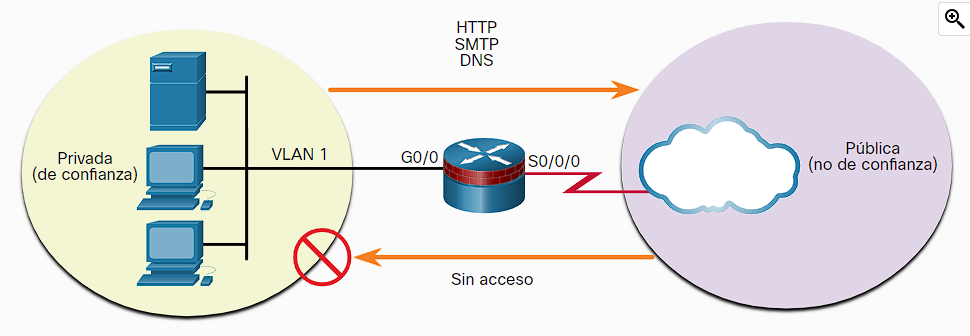 HTTP
SMTP
DNS
Privada
(de confianza)
VLAN 1
G0/0
S0/0/0
Pública
(no de confianza)
Sin acceso